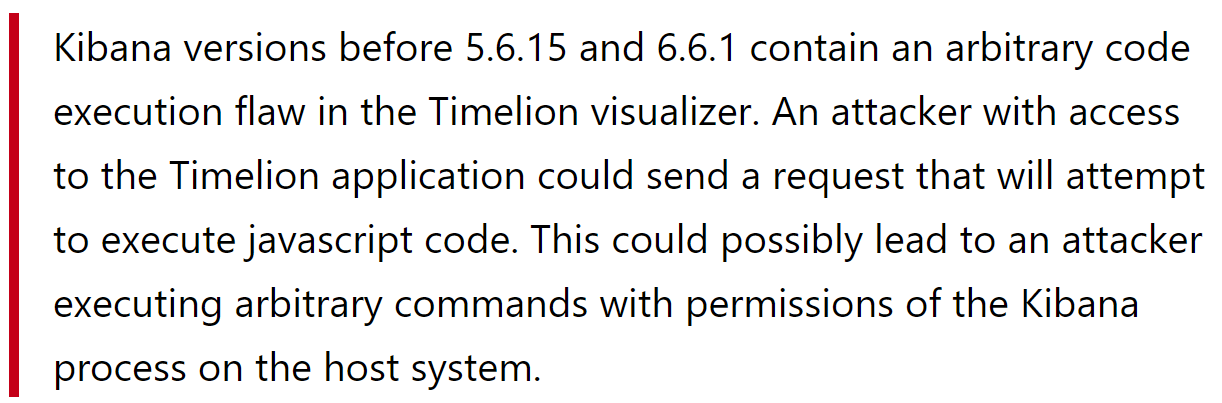 Kibana versions before 5.6.15 and 6.6.1 contain an arbitrary code
execution flaw in the Timelion visualizer. An attacker with access
to the Timelion application could send a request that will attempt
to execute javascript code. This could possibly lead to an attacker
executing arbitrary commands with permissions of the Kibana
process on the host system.